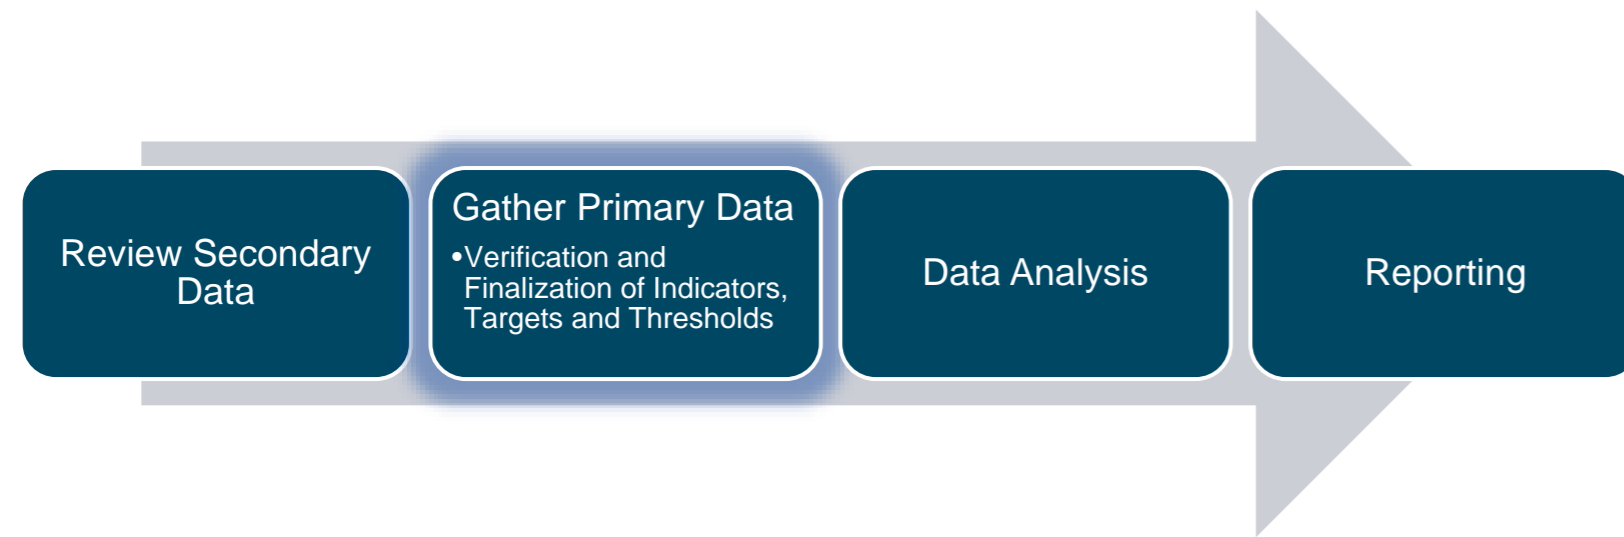 Review Secondary
Data
Gather Primary Data
•Verification and
Finalization of Indicators,
Targets and Thresholds
Data Analysis
Reporting